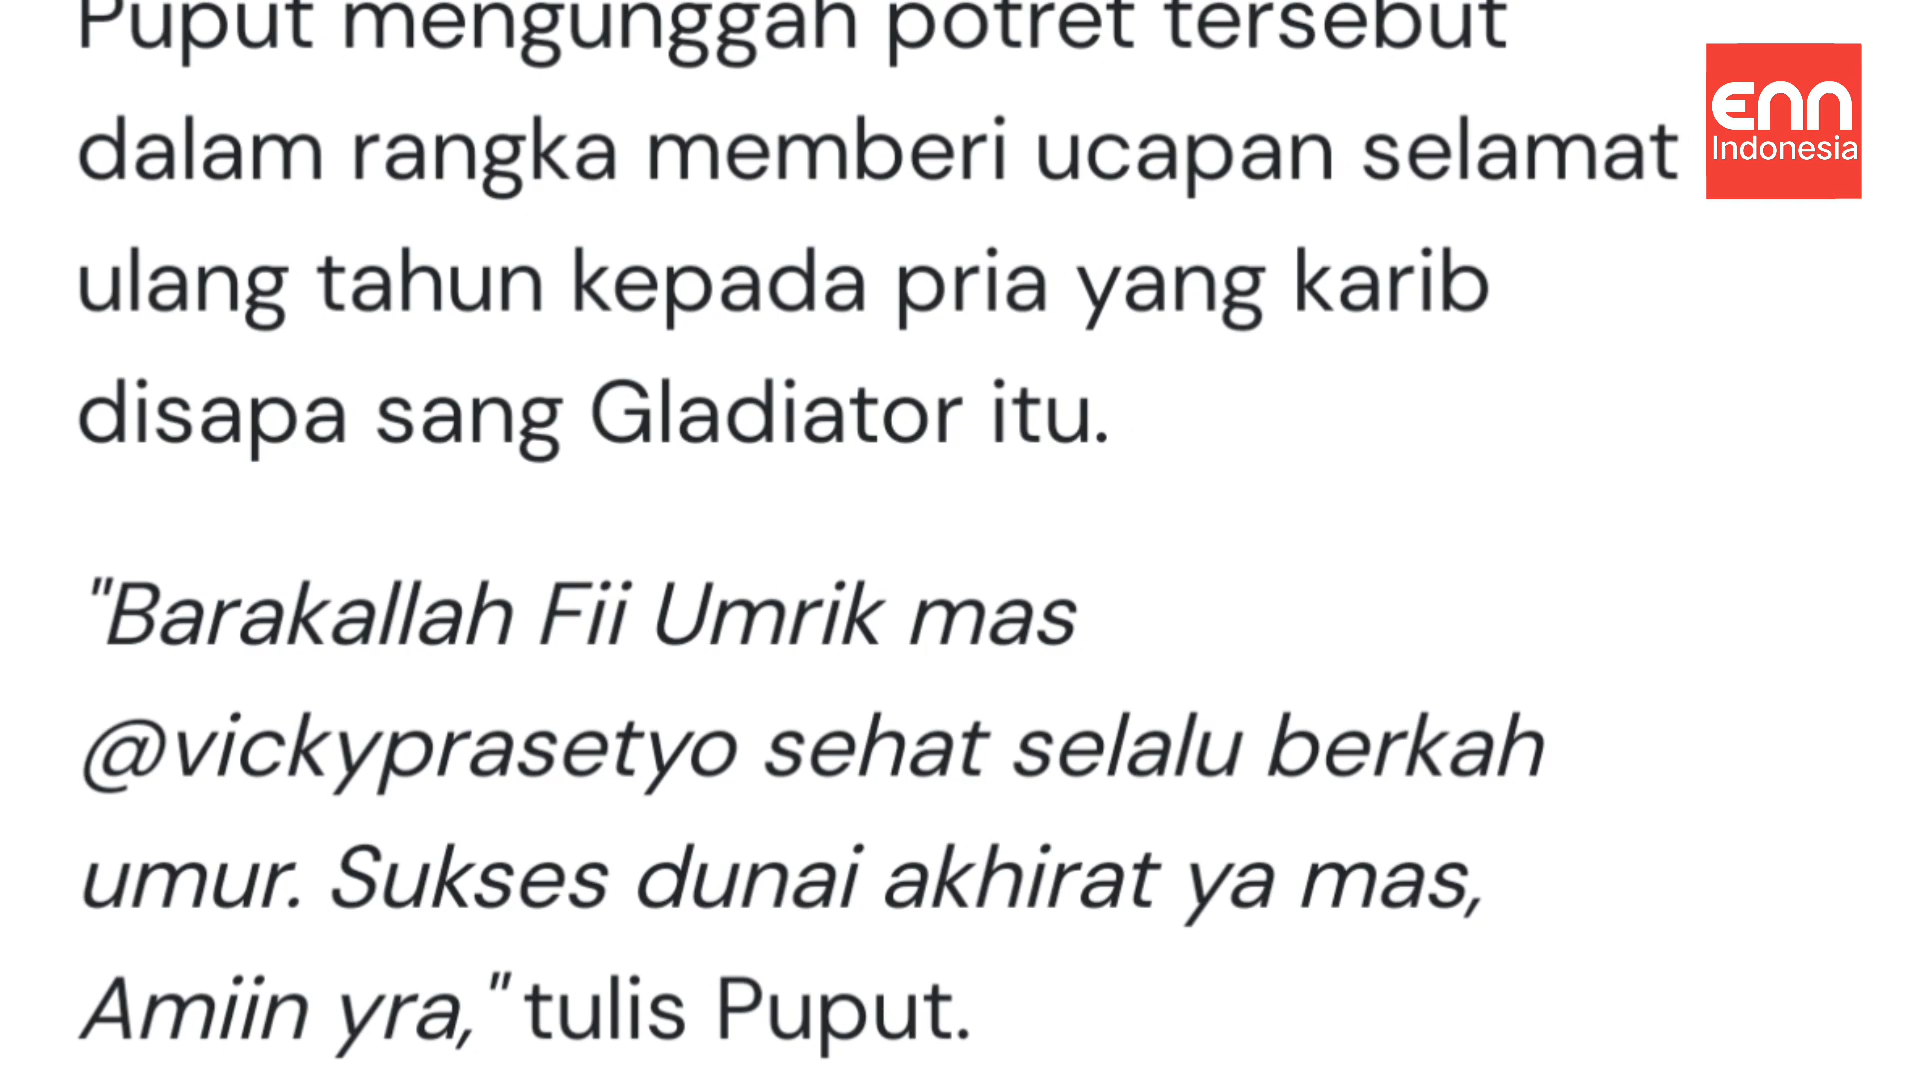 Puput mengunggah potret tersebut
dalam rangka memberi ucapan selamat
ulang tahun kepada pria yang karib
disapa sang Gladiator itu.
"Barakallah Fii Umrik mas
@vickyprasetyo sehat selalu berkah
umur. Sukses dunai akhirat ya mas,
Amiin yra," tulis Puput.
enn
Indonesia